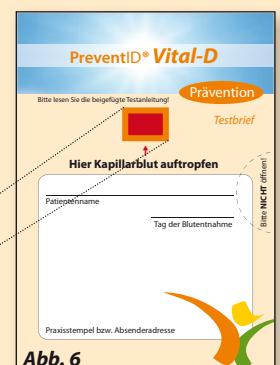 PreventID® Vital-D
Prävention
Bitte lesen Sie die beigefügte Testanleitung!
Testbrief
Hier Kapillarblut auftropfen
Bitte NICHT öffnen!
Patientenname
Tag der Blutentnahme
Praxisstempel bzw. Absenderadresse
Abb. 6